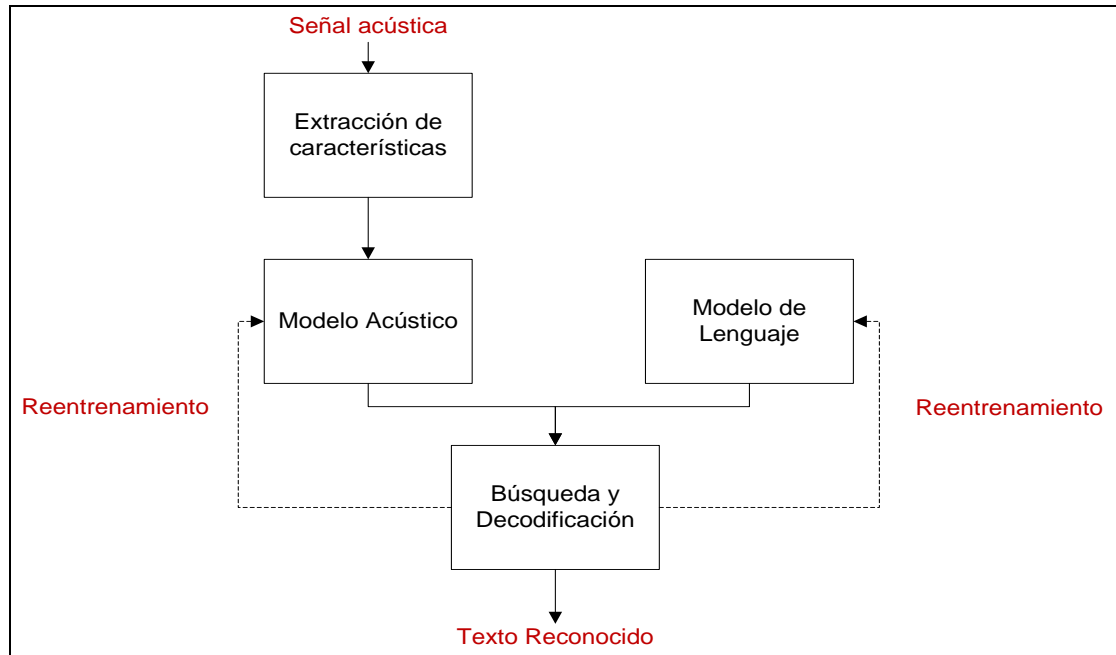 Señal acústica
Extracción de
características
Modelo Acústico
Modelo de
Lenguaje
Reentrenamiento
Reentrenamiento
Búsqueda y
Decodificación
Texto Reconocido